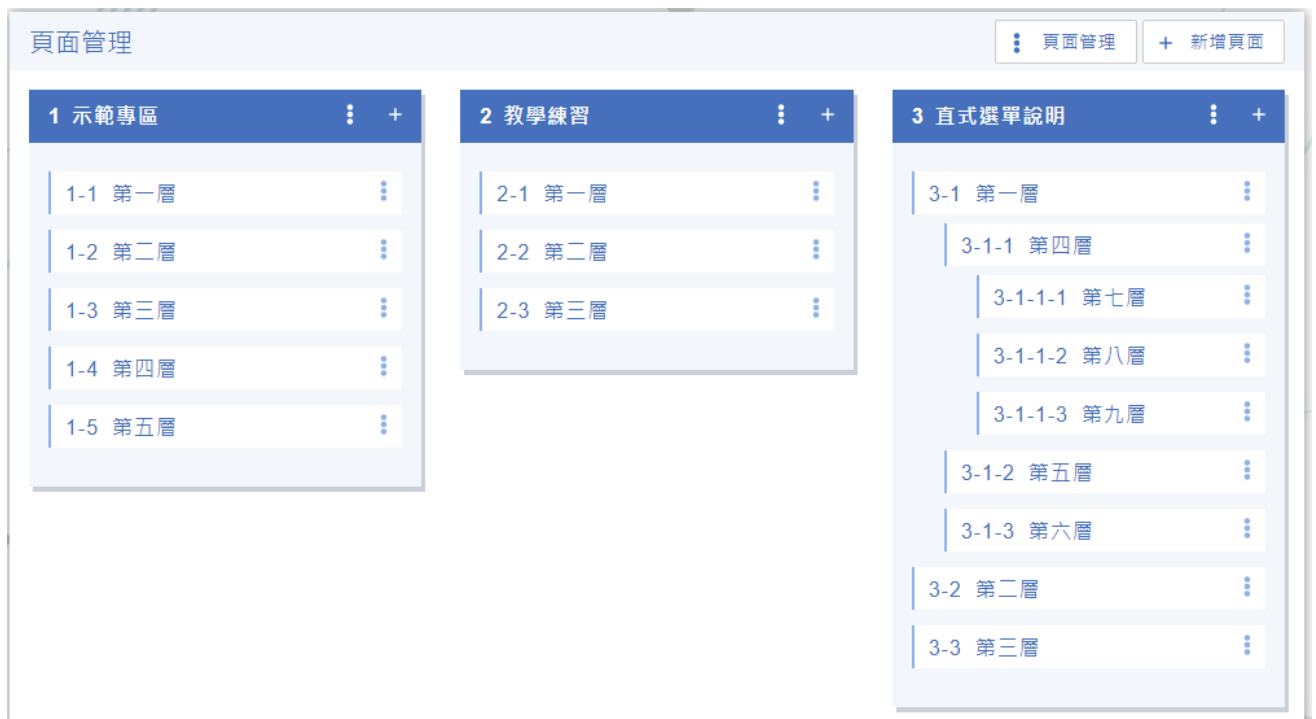 頁面管理
頁面管理
+ 新增頁面
1 示範專區
1-1 第一層
1-2 第二層
1-3 第三層
1-4 第四層
1-5 第五層
2 教學練習
2-1 第一層
2-2 第二層
2-3 第三層
3 直式選單說明
3-1 第一層
3-1-1 第四層
3-1-1-1 第七層
3-1-1-2 第八層
3-1-1-3 第九層
3-1-2 第五層
3-1-3 第六層
3-2 第二層
3-3 第三層